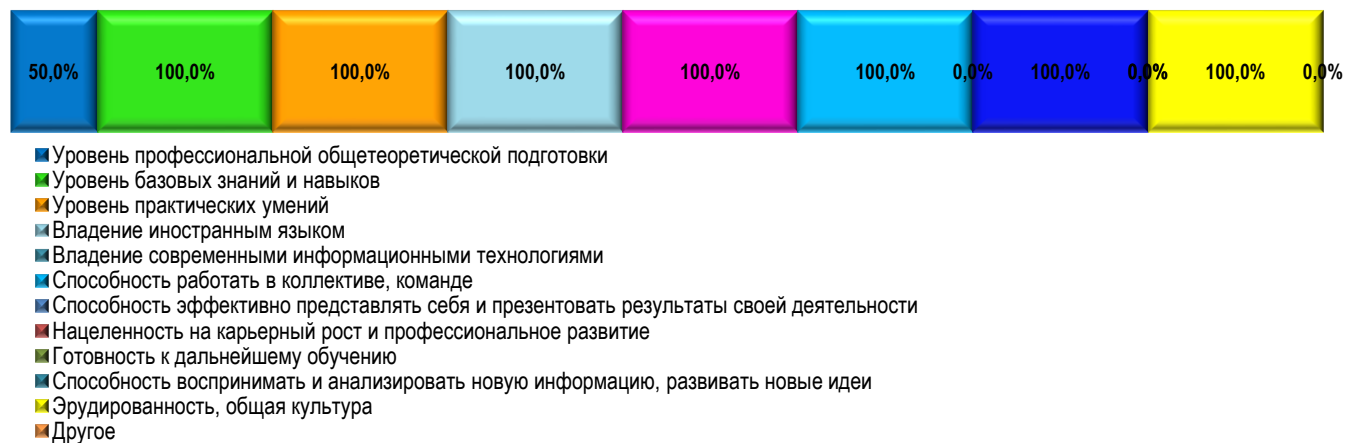 50,0% 100,0% 100,0% 100,0% 100,0% 100,0% 0,0% 100,0% 0,0% 100,0% 0,0%
Уровень профессиональной общетеоретической подготовки
Уровень базовых знаний и навыков
Уровень практических умений
Владение иностранным языком
Владение современными информационными технологиями
Способность работать в коллективе, команде
Способность эффективно представлять себя и презентовать результаты своей деятельности
Нацеленность на карьерный рост и профессиональное развитие
Готовность к дальнейшему обучению
Способность воспринимать и анализировать новую информацию, развивать новые идеи
Эрудированность, общая культура
Другое